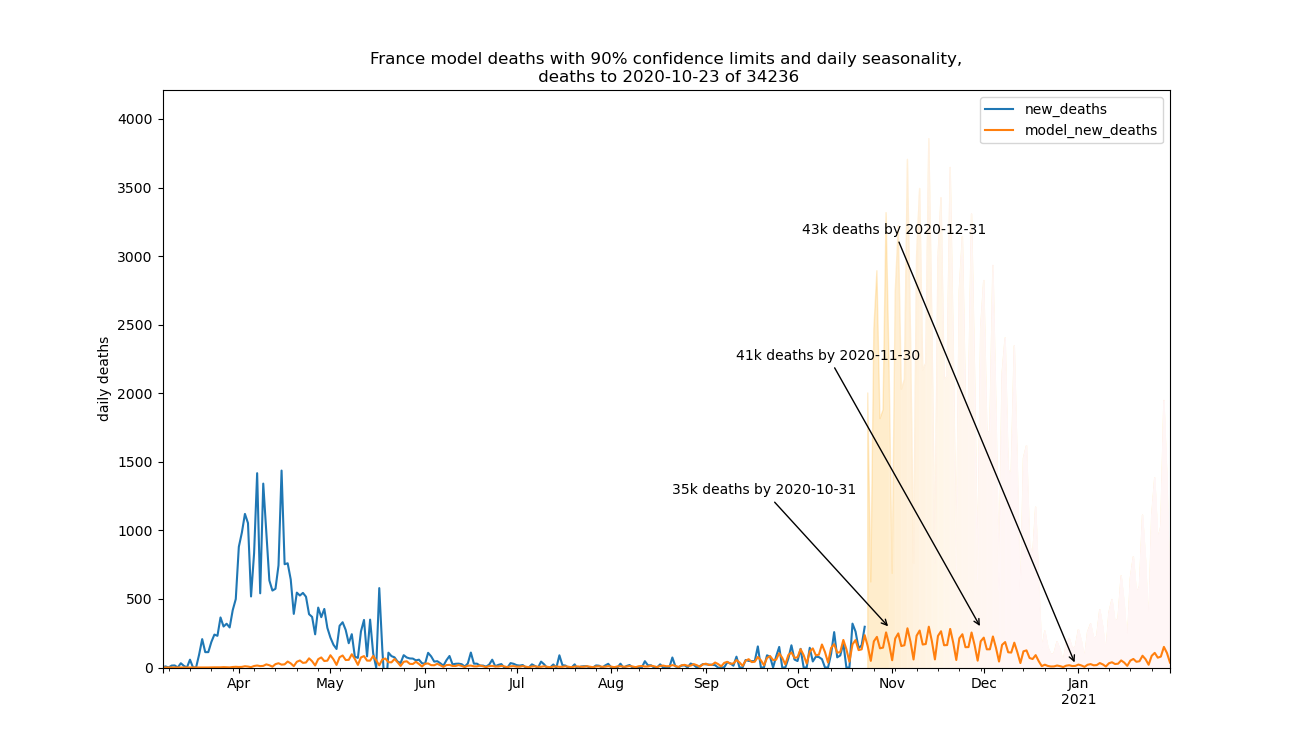 France model deaths with 90% confidence limits and daily seasonality,
deaths to 2020-10-23 of 34236
new_deaths
model_new_deaths
4000
3500
3000
2500
2000
1500
1000
500
0
daily deaths
43k deaths by 2020-12-31
41k deaths by 2020-11-30
35k deaths by 2020-10-31
Apr May Jun Jul Aug Sep Oct Nov Dec Jan
2021